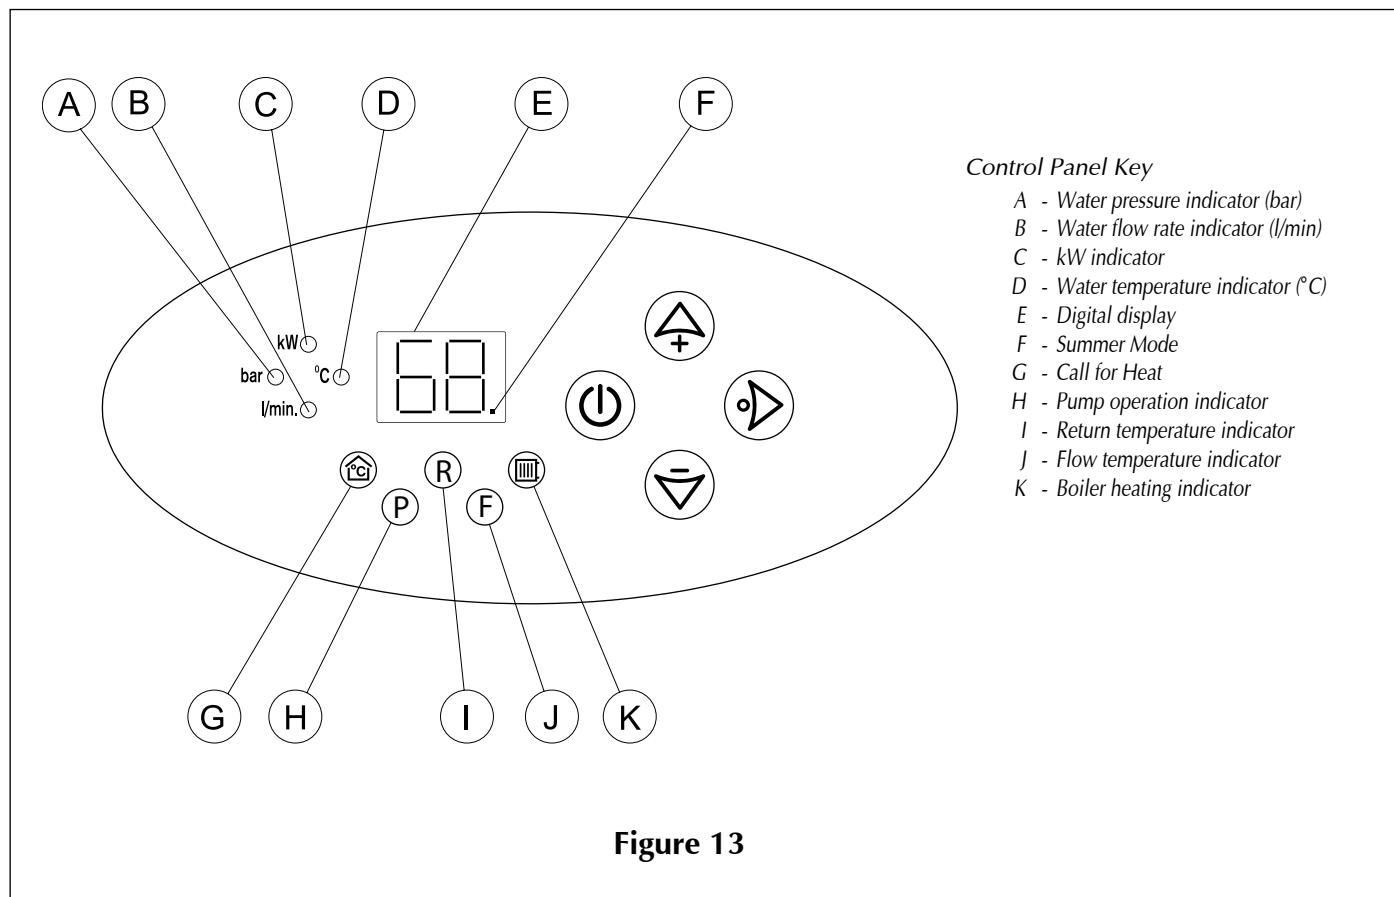 A B C D E F
Control Panel Key
A - Water pressure indicator (bar)
B - Water flow rate indicator (l/min)
C - kW indicator
D - Water temperature indicator (°C)
E - Digital display
F - Summer Mode
G - Call for Heat
H - Pump operation indicator
I - Return temperature indicator
J - Flow temperature indicator
K - Boiler heating indicator
kW
bar °C
l/min.
68.
+
−
°C R
P F
G H I J K
Figure 13